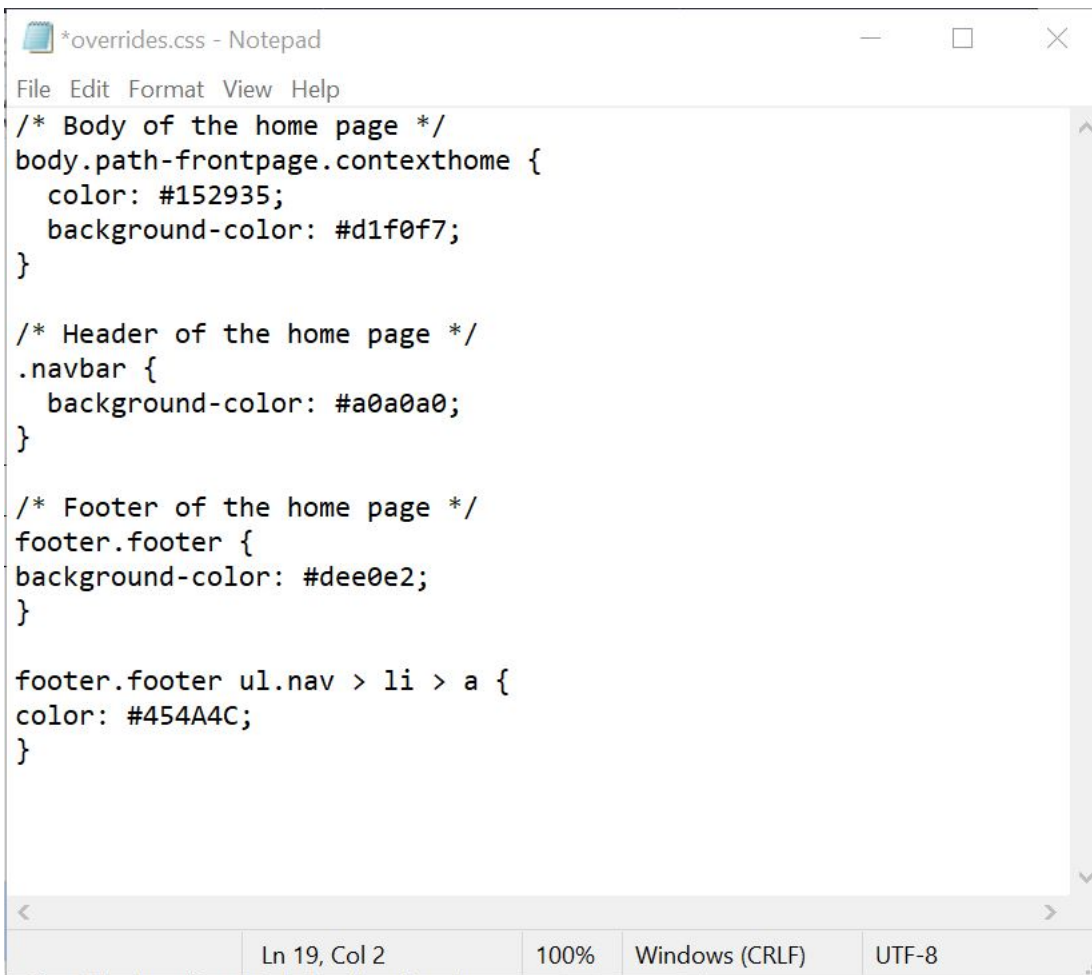 *overrides.css - Notepad
File Edit Format View Help
/* Body of the home page */
body.path-frontpage.contexthome {
  color: #152935;
  background-color: #d1f0f7;
}

/* Header of the home page */
.navbar {
  background-color: #a0a0a0;
}

/* Footer of the home page */
footer.footer {
background-color: #dee0e2;
}

footer.footer ul.nav > li > a {
color: #454A4C;
}
Ln 19, Col 2 100% Windows (CRLF) UTF-8